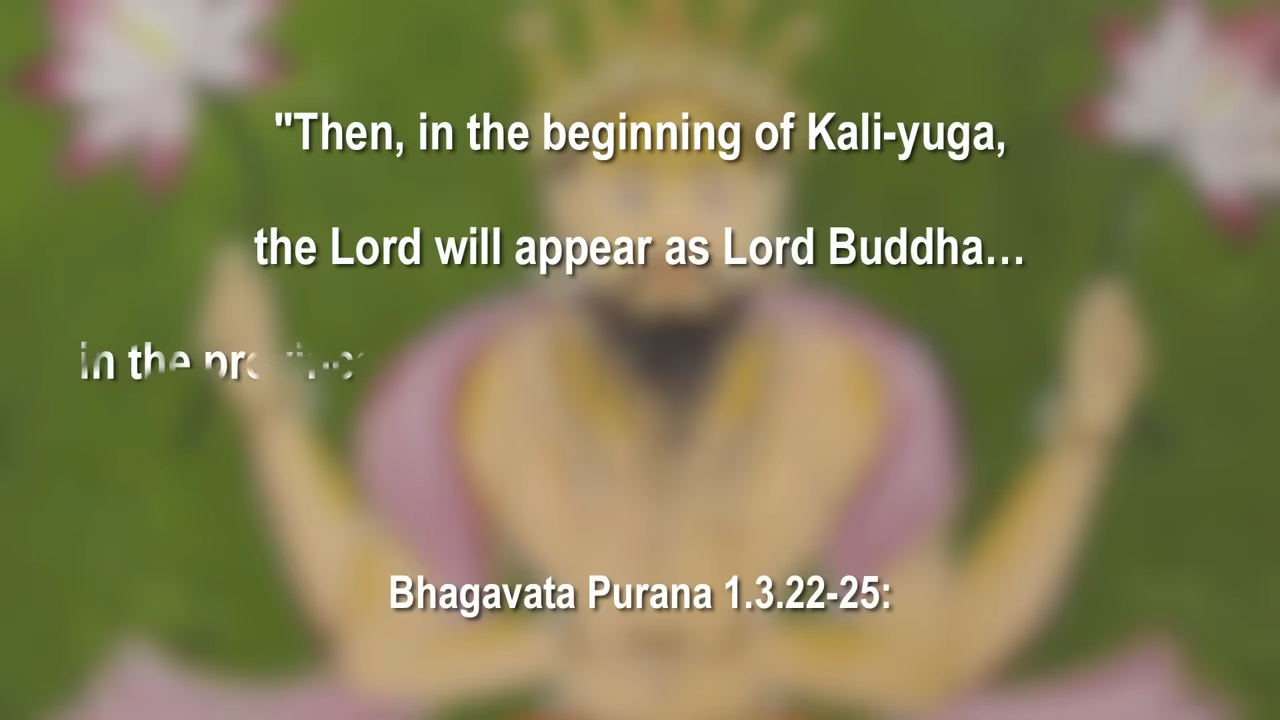 "Then, in the beginning of Kali-yuga,
the Lord will appear as Lord Buddha…
in the
Bhagavata Purana 1.3.22-25: